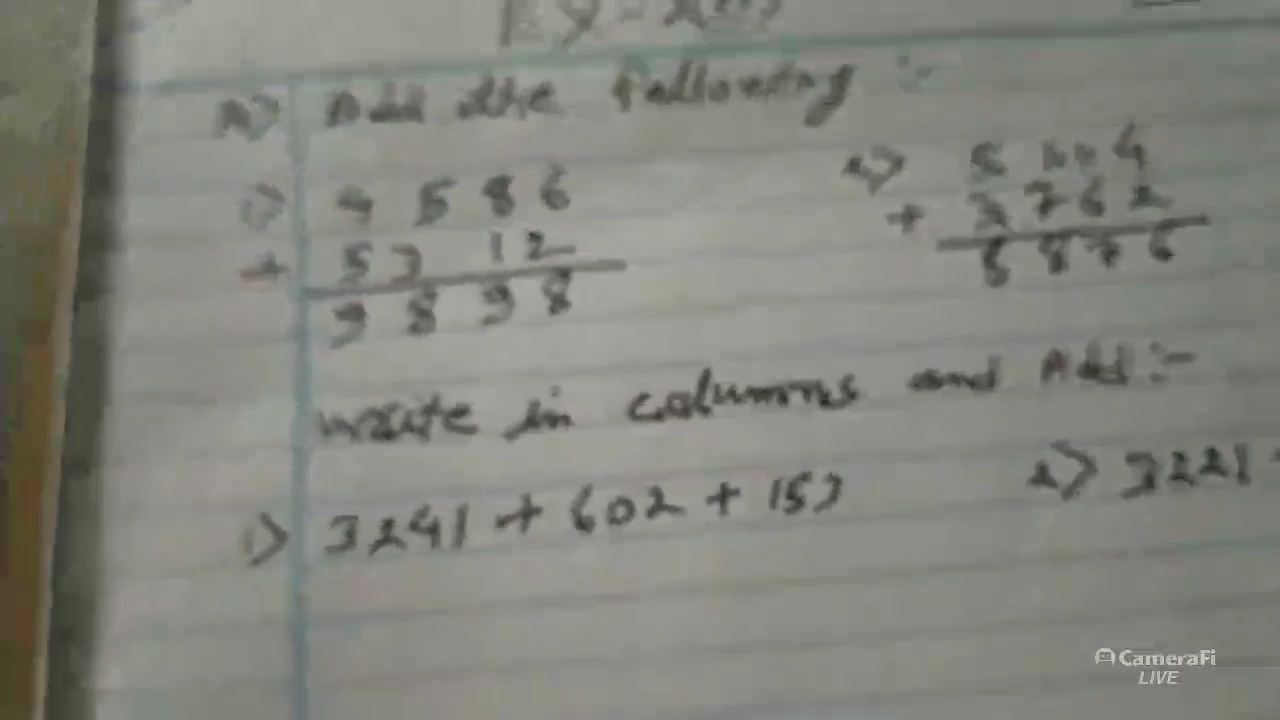 A) Add the following :-
1) 4 5 8 6
+ 5 3 1 2
9 8 9 8
2) 5 1 1 4
+ 3 7 6 2
8 8 7 6
write in columns and Add :-
1) 3241 + 602 + 153
2) 3221 +
CameraFi
LIVE